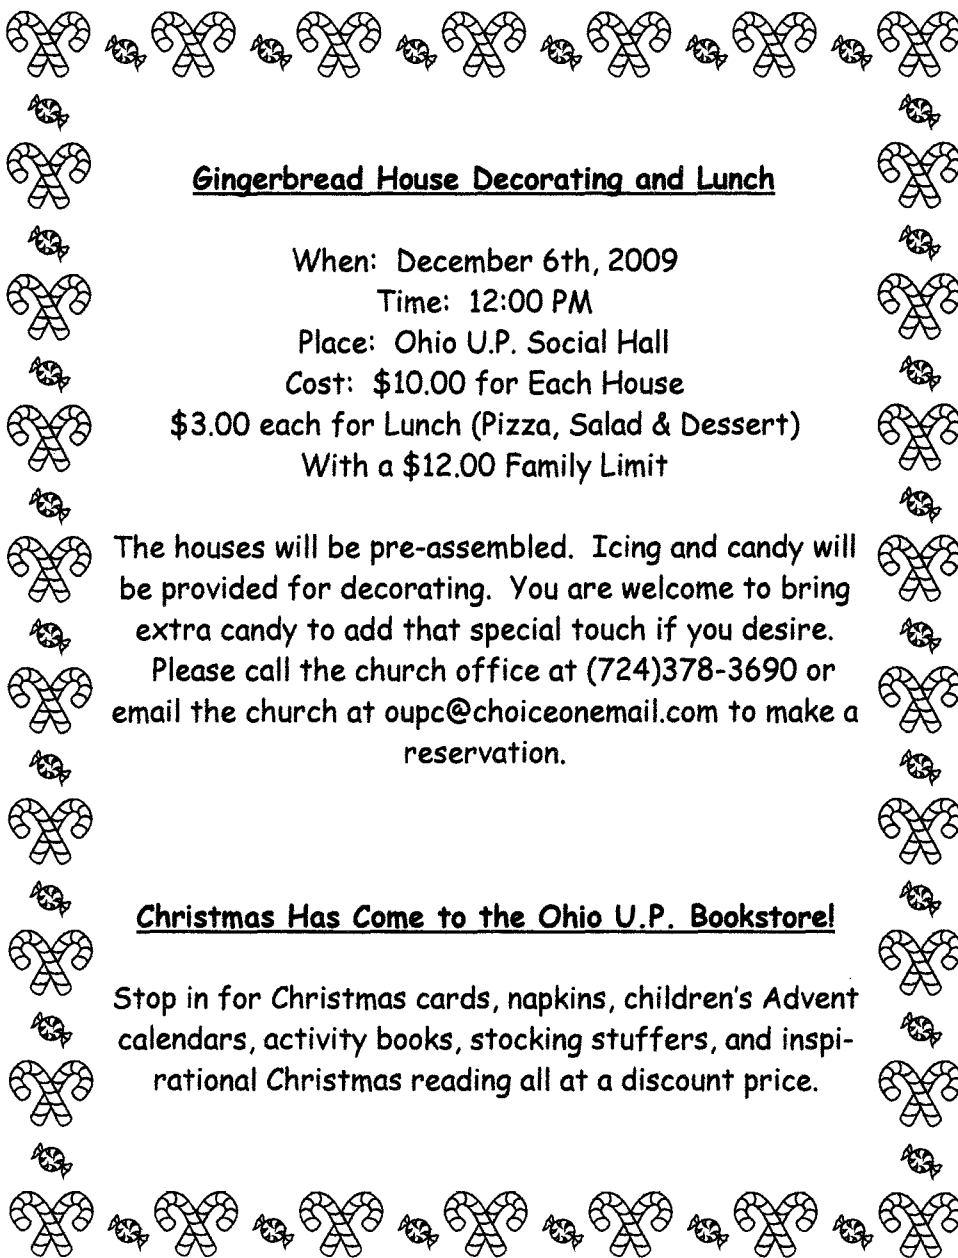 Gingerbread House Decorating and Lunch
When: December 6th, 2009
Time: 12:00 PM
Place: Ohio U.P. Social Hall
Cost: $10.00 for Each House
$3.00 each for Lunch (Pizza, Salad & Dessert)
With a $12.00 Family Limit
The houses will be pre-assembled. Icing and candy will
be provided for decorating. You are welcome to bring
extra candy to add that special touch if you desire.
Please call the church office at (724)378-3690 or
email the church at oupc@choiceonemail.com to make a
reservation.
Christmas Has Come to the Ohio U.P. Bookstore!
Stop in for Christmas cards, napkins, children's Advent
calendars, activity books, stocking stuffers, and inspi-
rational Christmas reading all at a discount price.